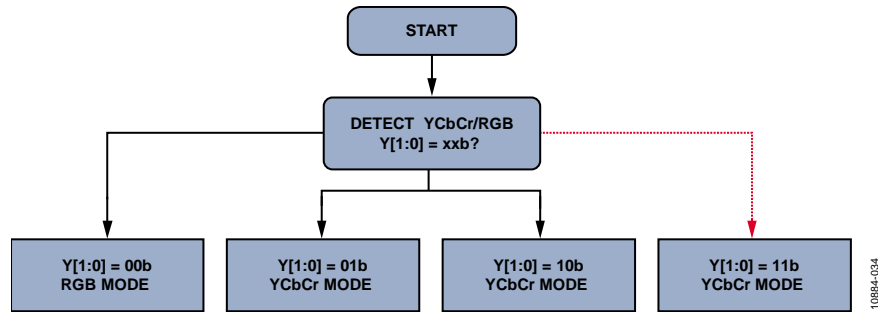 START
DETECT YCbCr/RGB
Y[1:0] = xxb?
Y[1:0] = 00b
RGB MODE
Y[1:0] = 01b
YCbCr MODE
Y[1:0] = 10b
YCbCr MODE
Y[1:0] = 11b
YCbCr MODE
10884-034